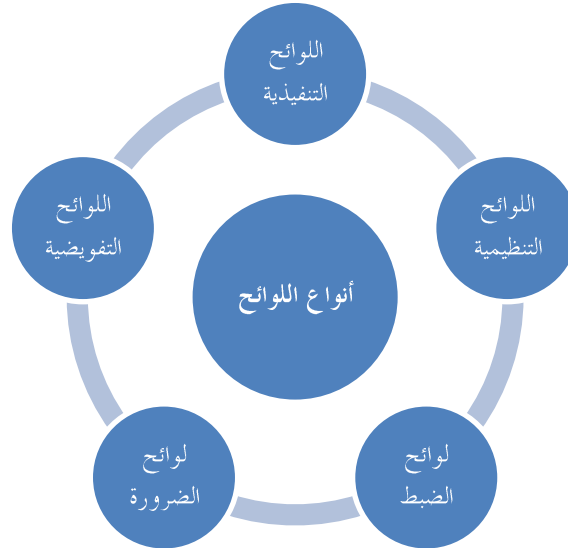 اللوائح
التنفيذية
اللوائح
التنظيمية
لوائح
الضبط
لوائح
الضرورة
اللوائح
التفويضية
أنواع اللوائح